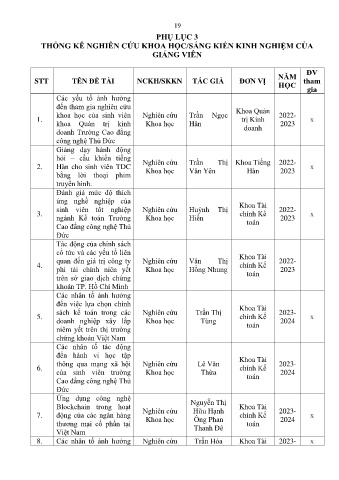 19
PHỤ LỤC 3
THỐNG KÊ NGHIÊN CỨU KHOA HỌC/SÁNG KIẾN KINH NGHIỆM CỦA
GIẢNG VIÊN
STT TÊN ĐỀ TÀI NCKH/SKKN TÁC GIẢ ĐƠN VỊ NĂM HỌC ĐV tham gia
1.
Các yếu tố ảnh hưởng
đến tham gia nghiên cứu
khoa học của sinh viên
khoa Quản trị kinh
doanh Trường Cao đẳng
công nghệ Thủ Đức
Nghiên cứu
Khoa học
Trần Ngọc
Hân
Khoa Quản
trị Kinh
doanh
2022-
2023
x
2.
Giảng dạy hành động
hỏi – cầu khiến tiếng
Hàn cho sinh viên TDC
bằng lời thoại phim
truyền hình.
Nghiên cứu
Khoa học
Trần Thị
Vân Yên
Khoa Tiếng
Hàn
2022-
2023
x
3.
Đánh giá mức độ thích
ứng nghề nghiệp của
sinh viên tốt nghiệp
ngành Kế toán Trường
Cao đẳng công nghệ Thủ
Đức
Nghiên cứu
Khoa học
Huỳnh Thị
Hiền
Khoa Tài
chính Kế
toán
2022-
2023
x
4.
Tác động của chính sách
cổ tức và các yếu tố liên
quan đến giá trị công ty
phi tài chính niêm yết
trên sở giao dịch chứng
khoán TP. Hồ Chí Minh
Nghiên cứu
Khoa học
Văn Thị
Hồng Nhung
Khoa Tài
chính Kế
toán
2022-
2023
5.
Các nhân tố ảnh hưởng
đến việc lựa chọn chính
sách kế toán trong các
doanh nghiệp xây lắp
niêm yết trên thị trường
chứng khoán Việt Nam
Nghiên cứu
Khoa học
Trần Thị
Tùng
Khoa Tài
chính Kế
toán
2023-
2024
x
6.
Các nhân tố tác động
đến hành vi học tập
thông qua mạng xã hội
của sinh viên trường
Cao đẳng công nghệ Thủ
Đức
Nghiên cứu
Khoa học
Lê Văn
Thừa
Khoa Tài
chính Kế
toán
2023-
2024
7.
Ứng dụng công nghệ
Blockchain trong hoạt
động của các ngân hàng
thương mại cổ phần tại
Việt Nam
Nghiên cứu
Khoa học
Nguyễn Thị
Hữu Hạnh
Ông Phan
Thanh Đề
Khoa Tài
chính Kế
toán
2023-
2024
x
8. Các nhân tố ảnh hưởng Nghiên cứu Trần Hóa Khoa Tài 2023- x